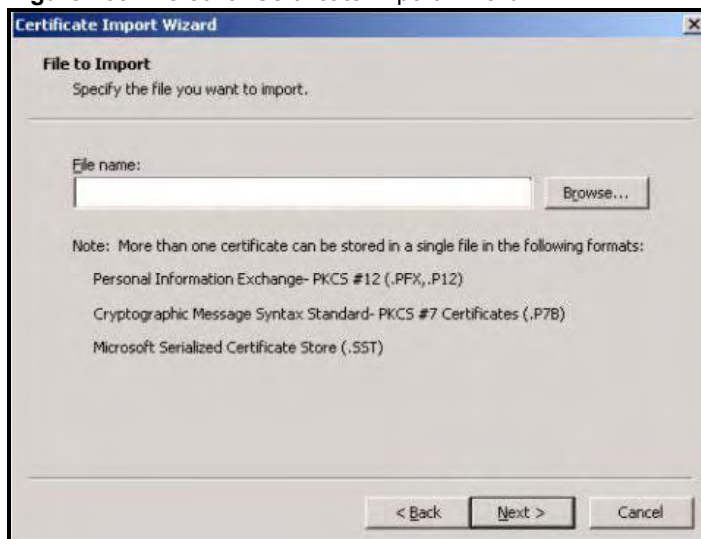 Certificate Import Wizard
File to Import
Specify the file you want to import.
File name:
Browse...
Note: More than one certificate can be stored in a single file in the following formats:
Personal Information Exchange- PKCS #12 (.PFX,.P12)
Cryptographic Message Syntax Standard- PKCS #7 Certificates (.P7B)
Microsoft Serialized Certificate Store (.SST)
< Back
Next >
Cancel